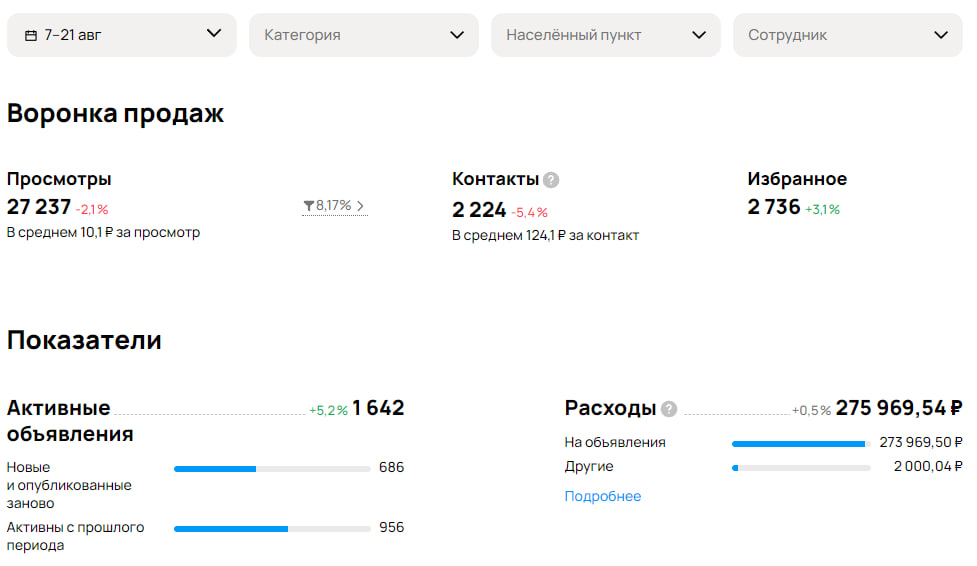 7–21 авг
Категория
Населённый пункт
Сотрудник
Воронка продаж
Просмотры
27 237 -2,1%
В среднем 10,1 ₽ за просмотр
8,17%
Контакты ?
2 224 -5,4%
В среднем 124,1 ₽ за контакт
Избранное
2 736 +3,1%
Показатели
Активные объявления +5,2% 1 642
Новые
и опубликованные
заново 686
Активны с прошлого
периода 956
Расходы ? +0,5% 275 969,54 ₽
На объявления 273 969,50 ₽
Другие 2 000,04 ₽
Подробнее